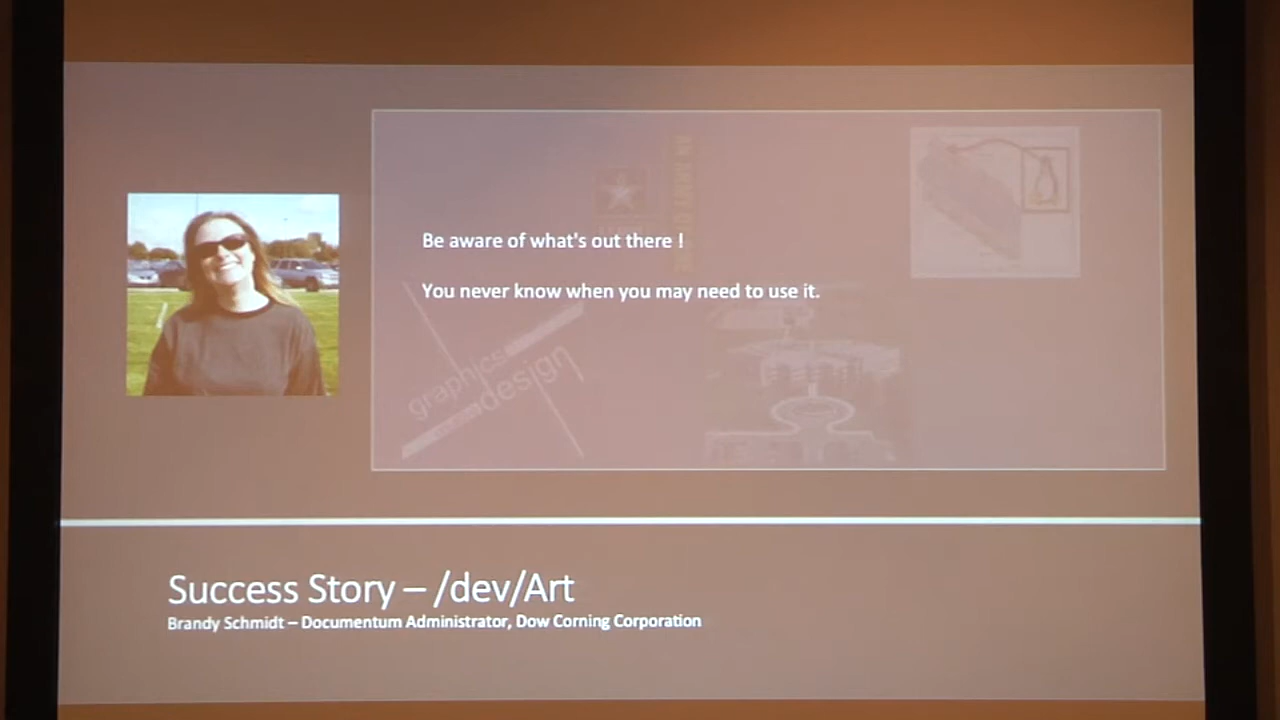 Be aware of what's out there !
You never know when you may need to use it.
graphics
design
Success Story – /dev/Art
Brandy Schmidt – Documentum Administrator, Dow Corning Corporation